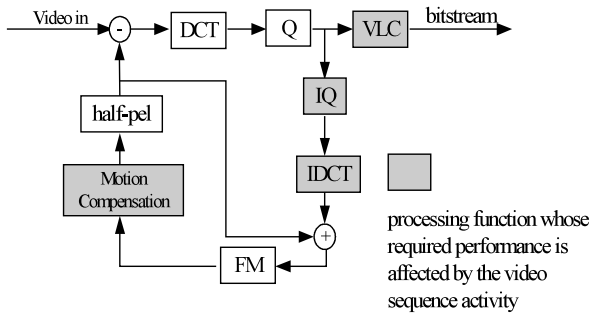 Video in
-
DCT
Q
VLC
bitstream
half-pel
IQ
Motion
Compensation
IDCT
+
FM
processing function whose
required performance is
affected by the video
sequence activity